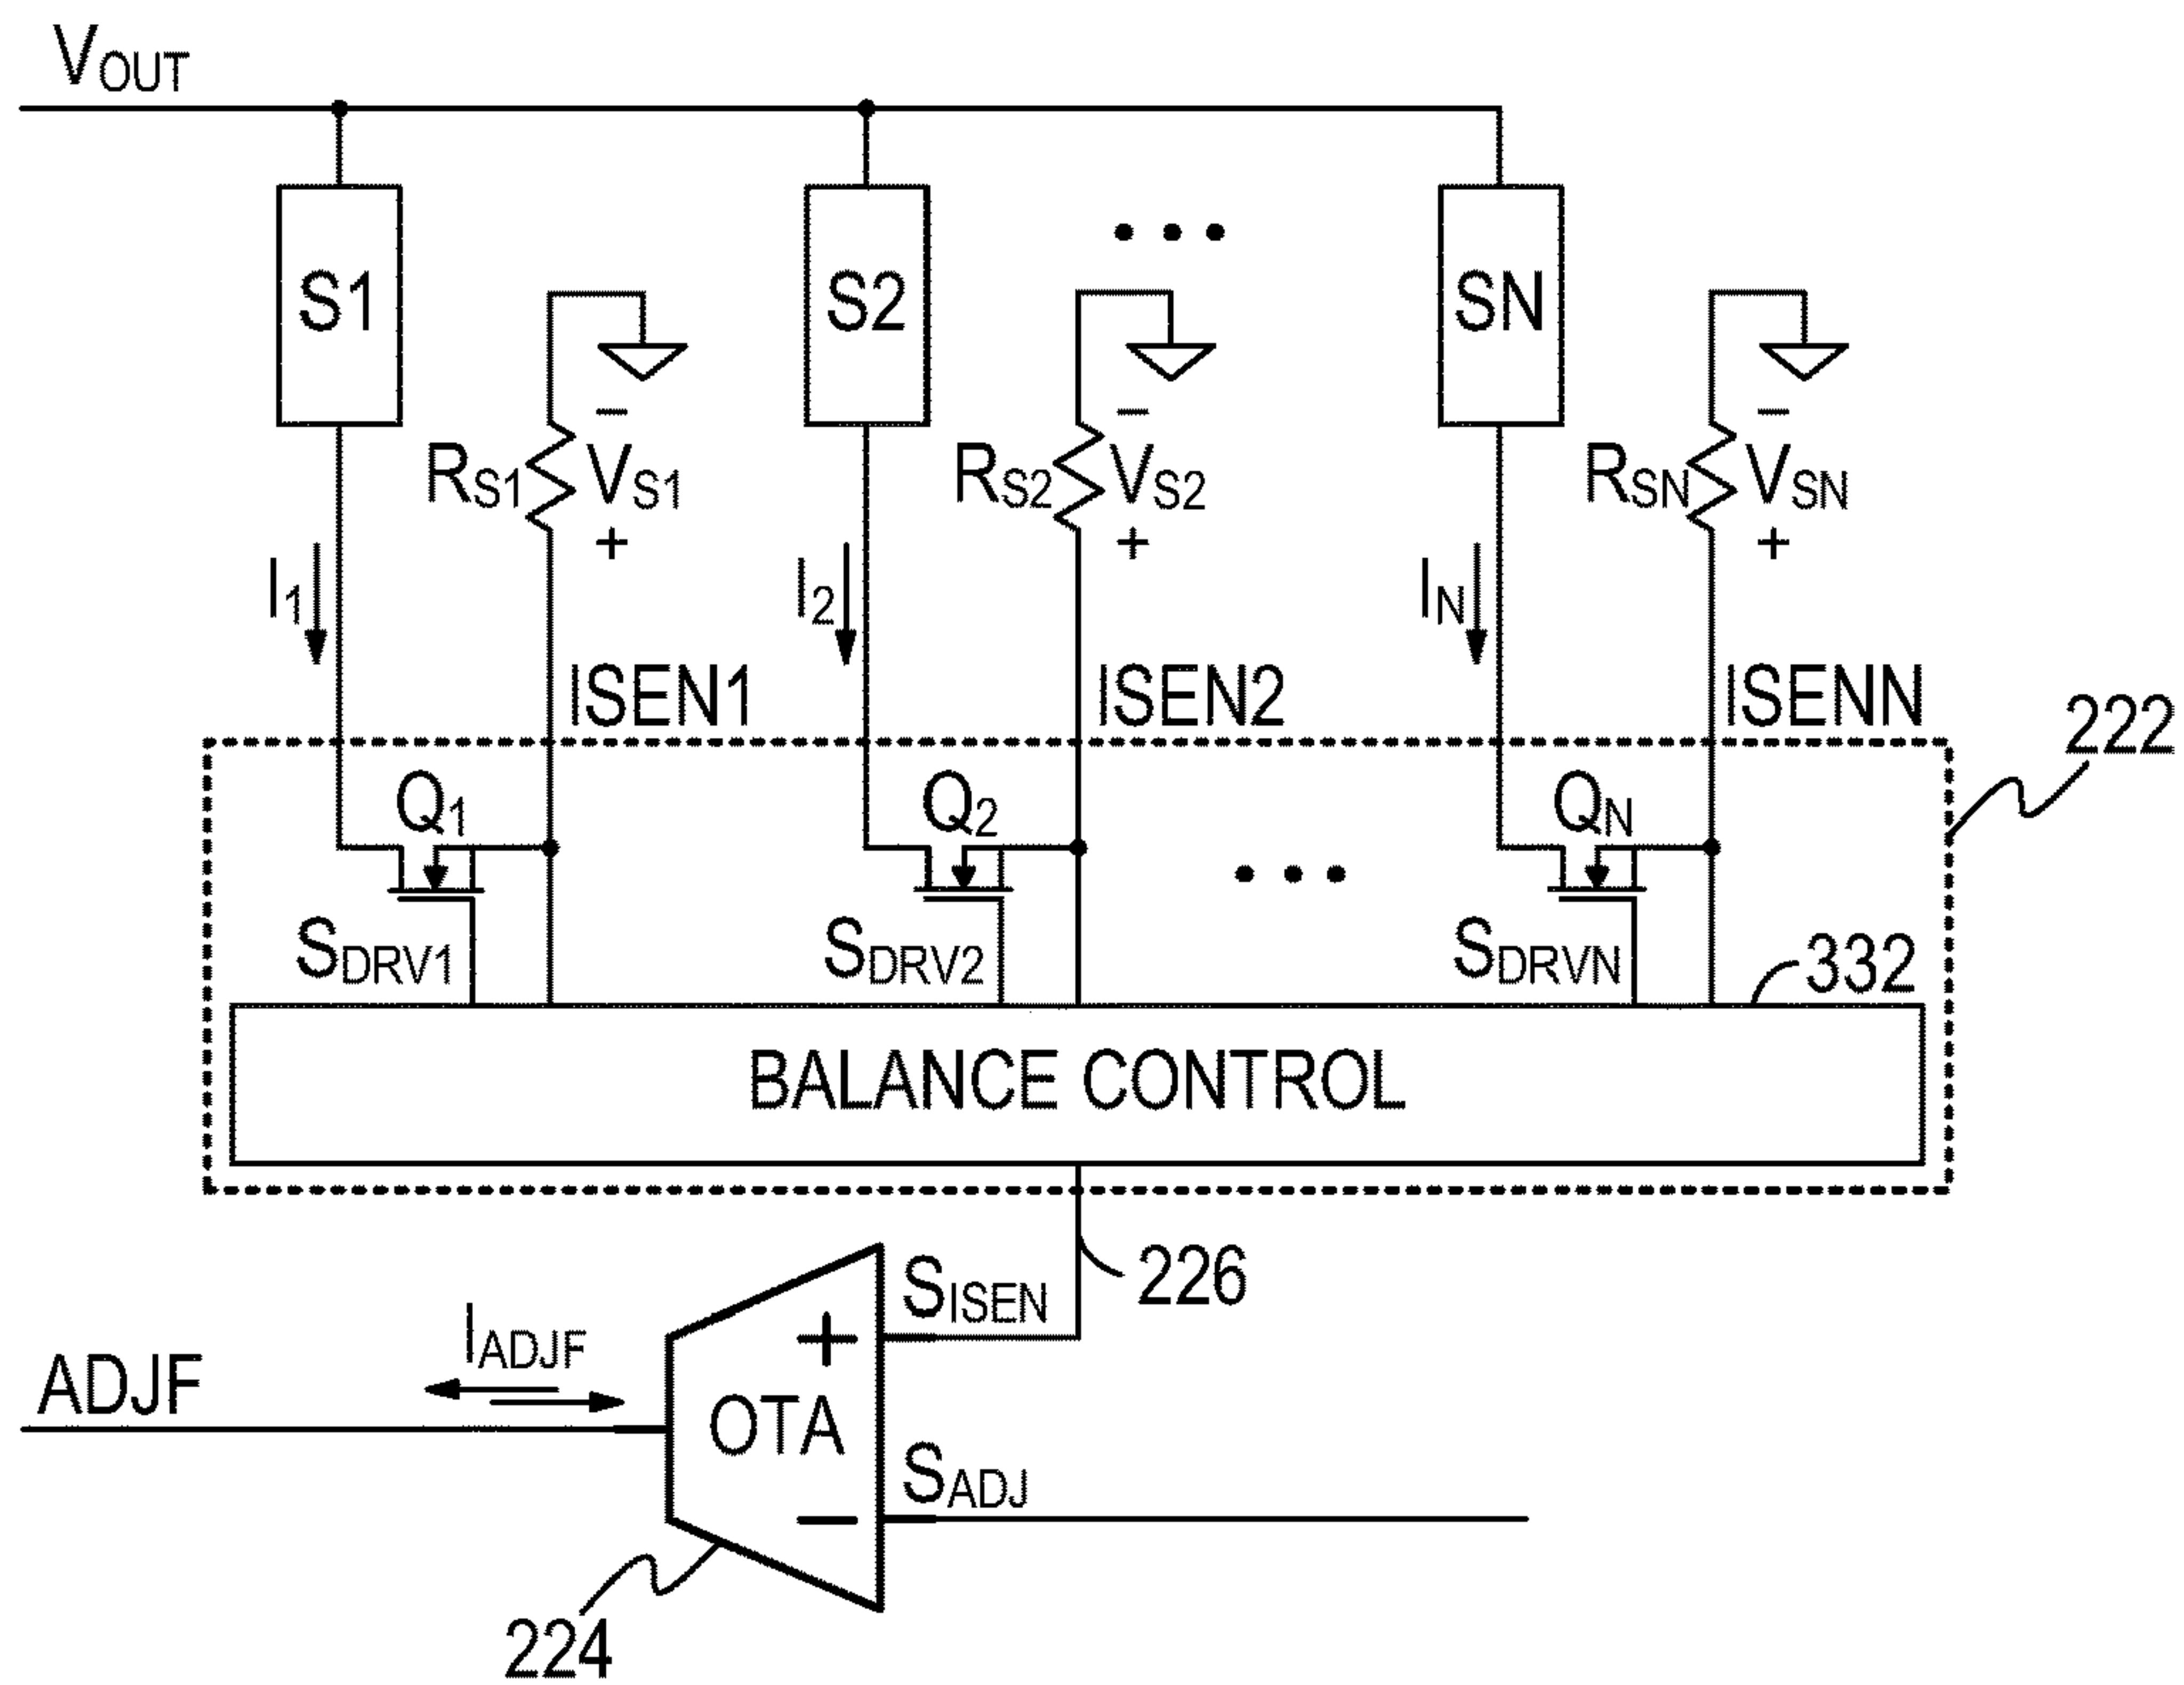 VOUT
S1
S2
SN
RS1
−
VS1
+
RS2
−
VS2
+
RSN
−
VSN
+
I1
I2
IN
ISEN1
ISEN2
ISENN
222
Q1
Q2
QN
SDRV1
SDRV2
SDRVN
332
BALANCE CONTROL
226
SISEN
IADJF
ADJF
+
OTA
−
SADJ
224